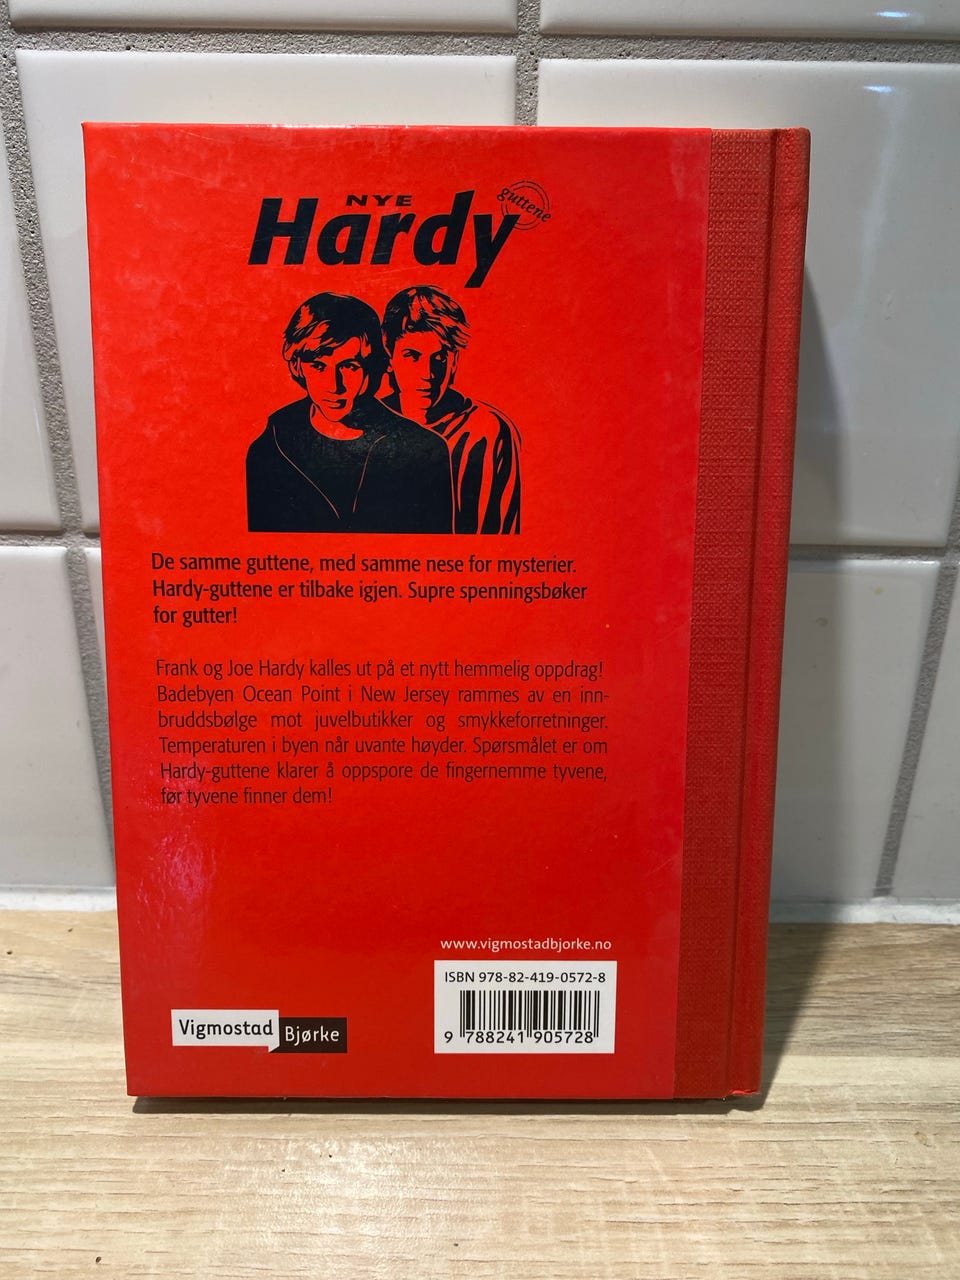 NYE
Hardy guttene
De samme guttene, med samme nese for mysterier.
Hardy-guttene er tilbake igjen. Supre spenningsbøker
for gutter!
Frank og Joe Hardy kalles ut på et nytt hemmelig oppdrag!
Badebyen Ocean Point i New Jersey rammes av en inn-
bruddsbølge mot juvelbutikker og smykkeforretninger.
Temperaturen i byen når uvante høyder. Spørsmålet er om
Hardy-guttene klarer å oppspore de fingernemme tyvene,
før tyvene finner dem!
www.vigmostadbjorke.no
ISBN 978-82-419-0572-8
9 788241 905728
Vigmostad
Bjørke